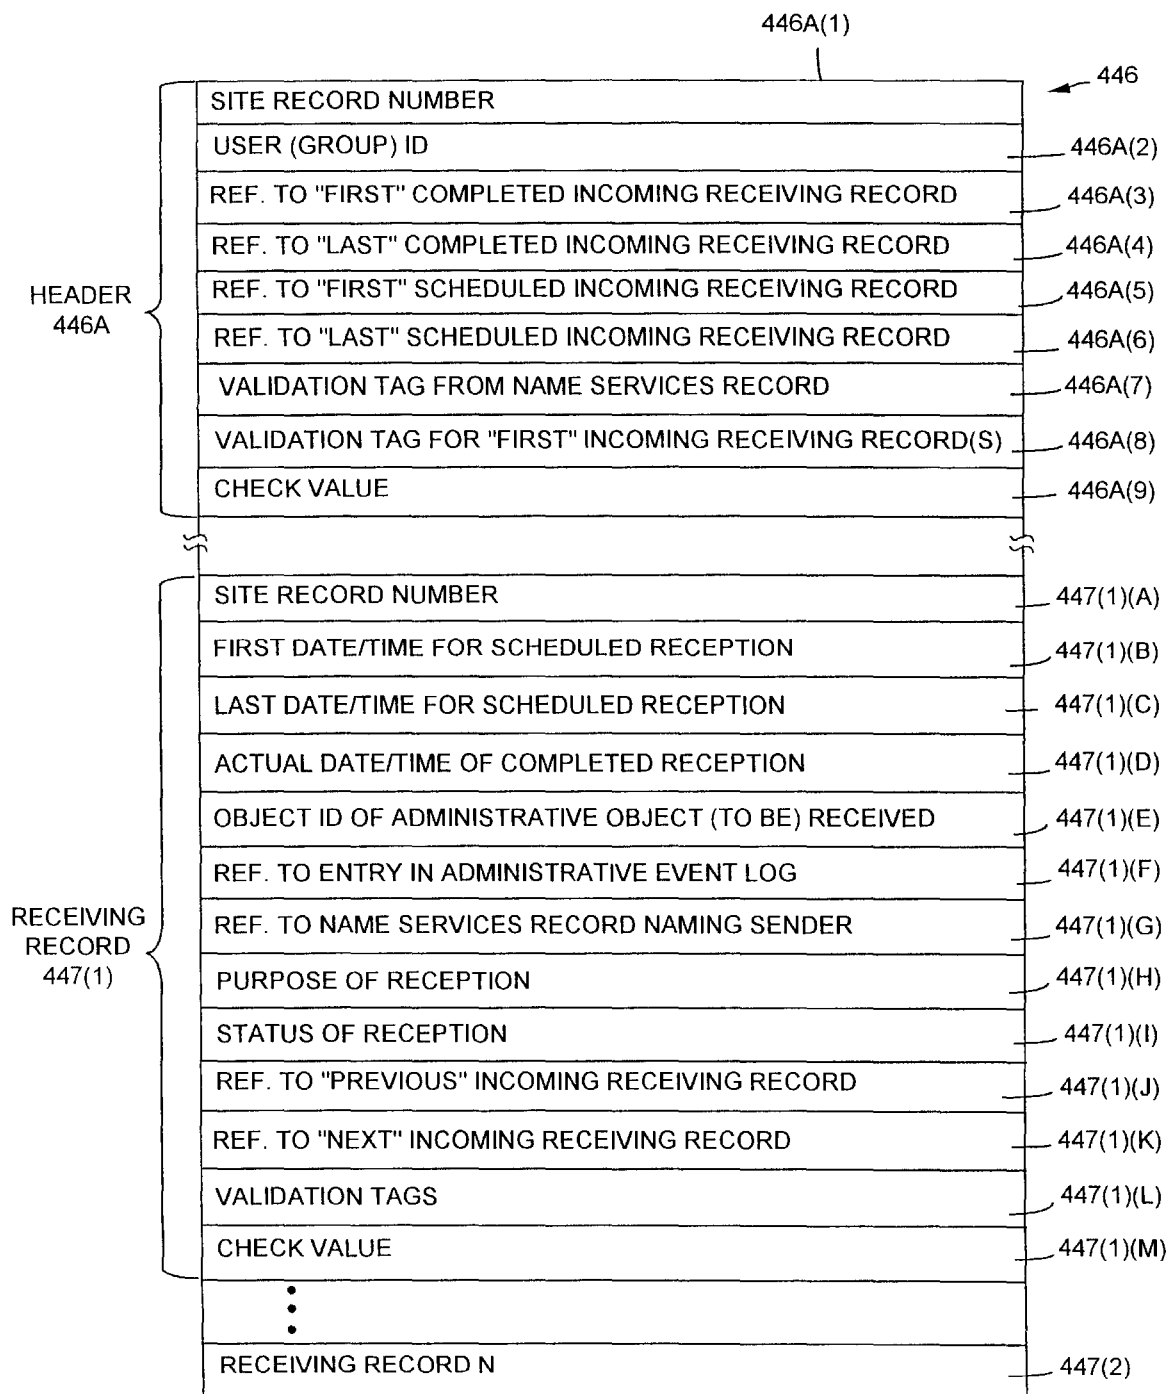 446A(1)
446
SITE RECORD NUMBER
USER (GROUP) ID 446A(2)
REF. TO "FIRST" COMPLETED INCOMING RECEIVING RECORD 446A(3)
REF. TO "LAST" COMPLETED INCOMING RECEIVING RECORD 446A(4)
REF. TO "FIRST" SCHEDULED INCOMING RECEIVING RECORD 446A(5)
REF. TO "LAST" SCHEDULED INCOMING RECEIVING RECORD 446A(6)
VALIDATION TAG FROM NAME SERVICES RECORD 446A(7)
VALIDATION TAG FOR "FIRST" INCOMING RECEIVING RECORD(S) 446A(8)
CHECK VALUE 446A(9)
HEADER
446A
SITE RECORD NUMBER 447(1)(A)
FIRST DATE/TIME FOR SCHEDULED RECEPTION 447(1)(B)
LAST DATE/TIME FOR SCHEDULED RECEPTION 447(1)(C)
ACTUAL DATE/TIME OF COMPLETED RECEPTION 447(1)(D)
OBJECT ID OF ADMINISTRATIVE OBJECT (TO BE) RECEIVED 447(1)(E)
REF. TO ENTRY IN ADMINISTRATIVE EVENT LOG 447(1)(F)
REF. TO NAME SERVICES RECORD NAMING SENDER 447(1)(G)
PURPOSE OF RECEPTION 447(1)(H)
STATUS OF RECEPTION 447(1)(I)
REF. TO "PREVIOUS" INCOMING RECEIVING RECORD 447(1)(J)
REF. TO "NEXT" INCOMING RECEIVING RECORD 447(1)(K)
VALIDATION TAGS 447(1)(L)
CHECK VALUE 447(1)(M)
RECEIVING
RECORD
447(1)
RECEIVING RECORD N 447(2)